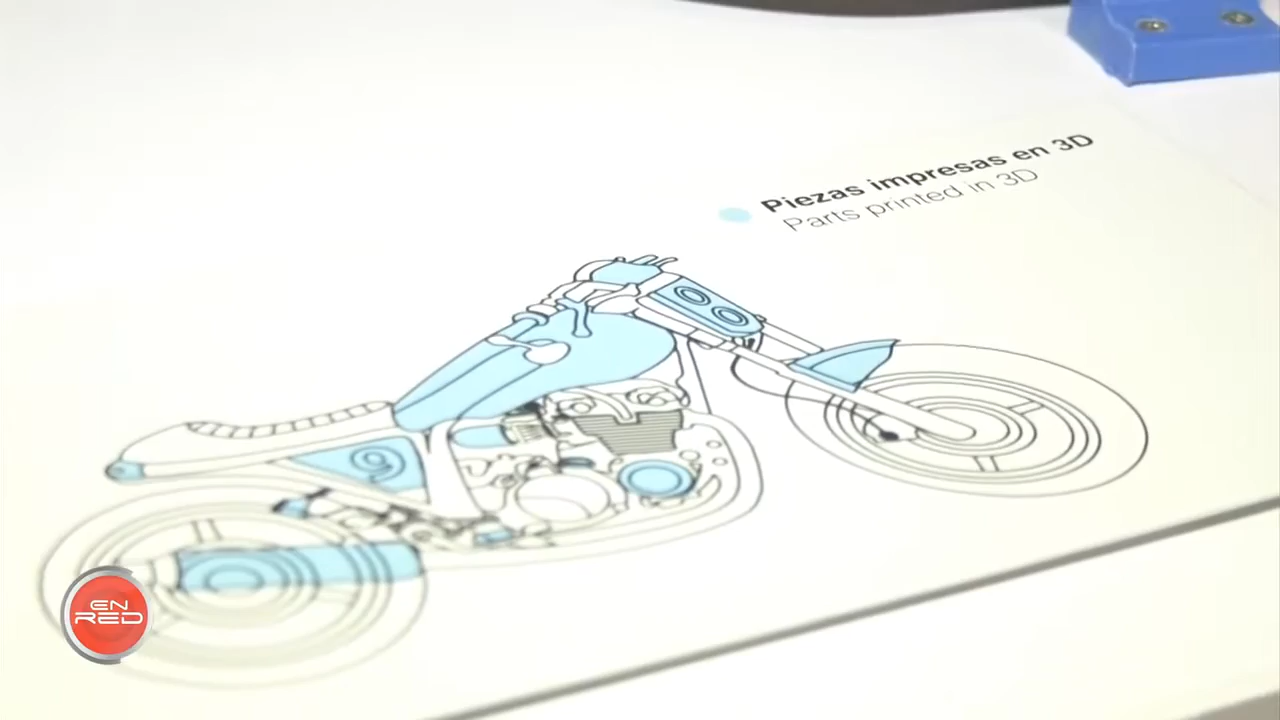 Piezas impresas en 3D
Parts printed in 3D
9
EN
RED